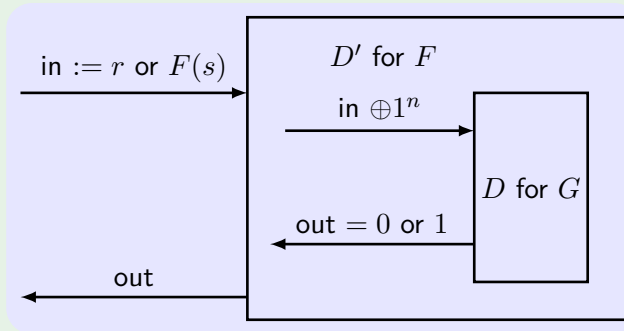 in := r or F(s)
D′ for F
in ⊕1ⁿ
D for G
out = 0 or 1
out